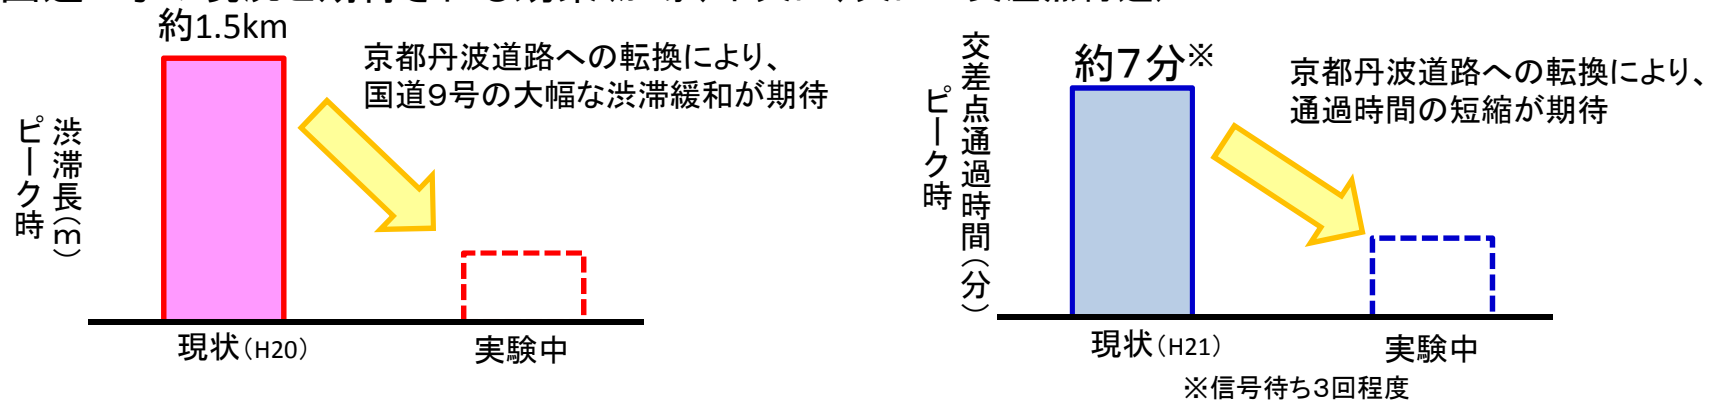 約1.5km
京都丹波道路への転換により、
国道９号の大幅な渋滞緩和が期待
ピーク時
渋滞長（ｍ）
現状（H20）
実験中
約７分※
京都丹波道路への転換により、
通過時間の短縮が期待
ピーク時
交差点通過時間（分）
現状（H21）
実験中
※信号待ち３回程度